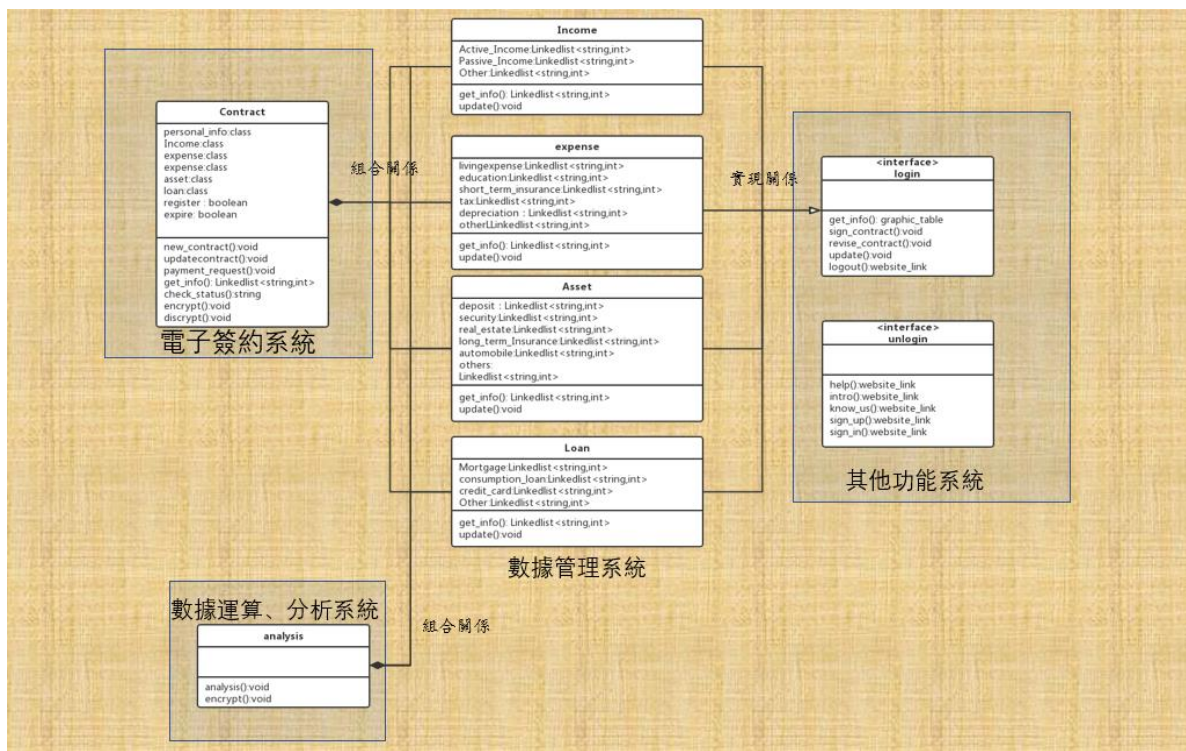 Contract
personal_info:class
Income:class
expense:class
expense:class
asset:class
loan:class
register : boolean
expire: boolean
new_contract():void
updatecontract():void
payment_request():void
get_info(): Linkedlist<string,int>
check_status():string
encrypt():void
discrypt():void
電子簽約系統
組合關係
Income
Active_Income:Linkedlist<string,int>
Passive_Income:Linkedlist<string,int>
Other:Linkedlist<string,int>
get_info(): Linkedlist<string,int>
update():void
expense
livingexpense:Linkedlist<string,int>
education:Linkedlist<string,int>
short_term_insurance:Linkedlist<string,int>
tax:Linkedlist<string,int>
depreciation : Linkedlist<string,int>
otherLLinkedlist<string,int>
get_info(): Linkedlist<string,int>
update():void
Asset
deposit : Linkedlist<string,int>
security:Linkedlist<string,int>
real_estate:Linkedlist<string,int>
long_term_Insurance:Linkedlist<string,int>
automobile:Linkedlist<string,int>
others:
Linkedlist<string,int>
get_info(): Linkedlist<string,int>
update():void
Loan
Mortgage:Linkedlist<string,int>
consumption_loan:Linkedlist<string,int>
credit_card:Linkedlist<string,int>
Other:Linkedlist<string,int>
get_info(): Linkedlist<string,int>
update():void
數據管理系統
實現關係
<interface>
login
get_info(): graphic_table
sign_contract():void
revise_contract():void
update():void
logout():website_link
<interface>
unlogin
help():website_link
intro():website_link
know_us():website_link
sign_up():website_link
sign_in():website_link
其他功能系統
數據運算、分析系統
analysis
analysis():void
encrypt():void
組合關係